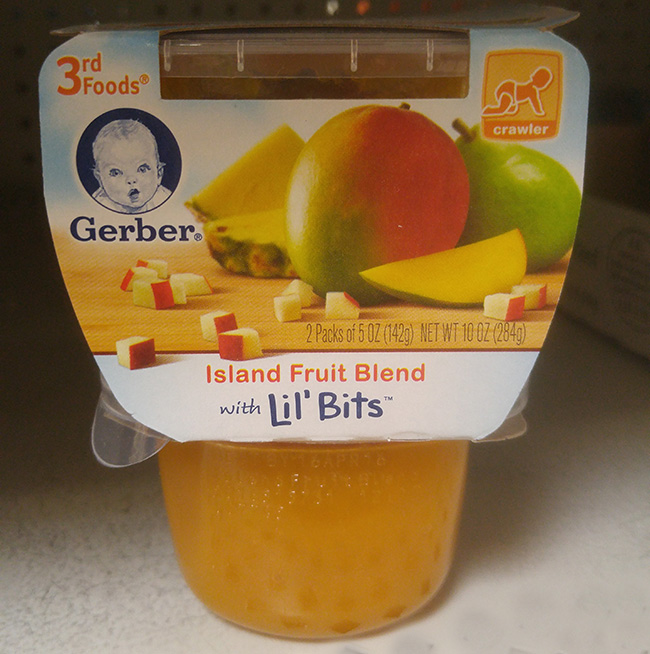 3rd
Foods®
crawler
Gerber®
2 Packs of 5 OZ (142g) NET WT 10 OZ (284g)
Island Fruit Blend
with Lil' Bits™